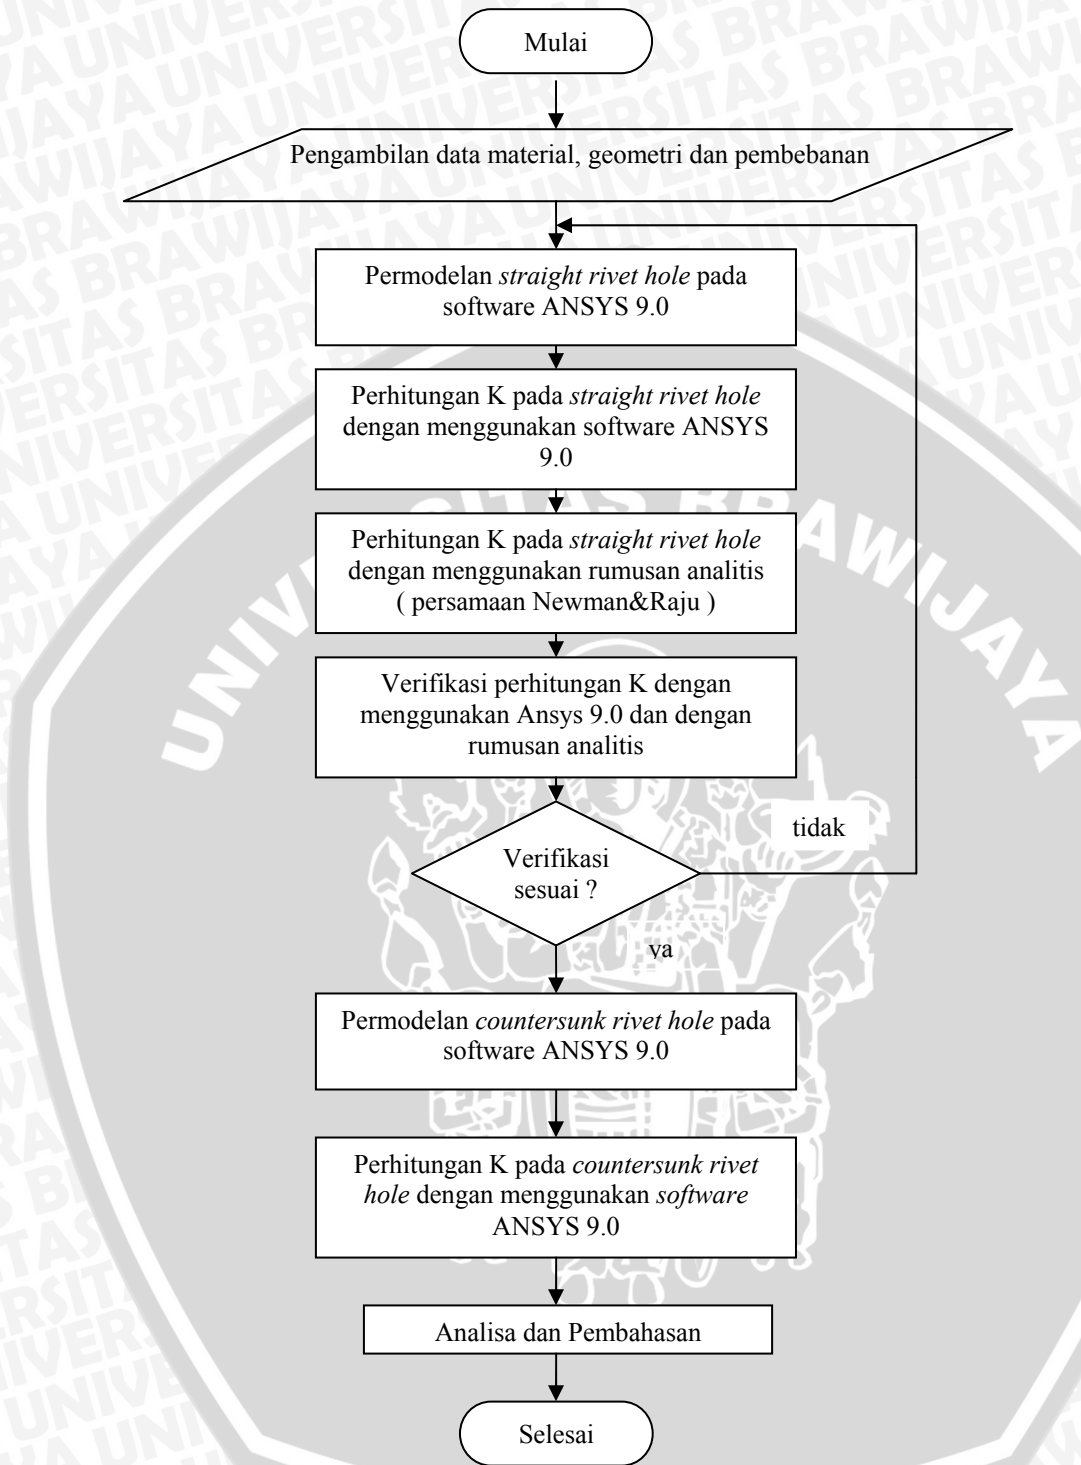 Mulai
Pengambilan data material, geometri dan pembebanan
Permodelan straight rivet hole pada
software ANSYS 9.0
Perhitungan K pada straight rivet hole
dengan menggunakan software ANSYS
9.0
Perhitungan K pada straight rivet hole
dengan menggunakan rumusan analitis
( persamaan Newman&Raju )
Verifikasi perhitungan K dengan
menggunakan Ansys 9.0 dan dengan
rumusan analitis
Verifikasi
sesuai ?
tidak
ya
Permodelan countersunk rivet hole pada
software ANSYS 9.0
Perhitungan K pada countersunk rivet
hole dengan menggunakan software
ANSYS 9.0
Analisa dan Pembahasan
Selesai